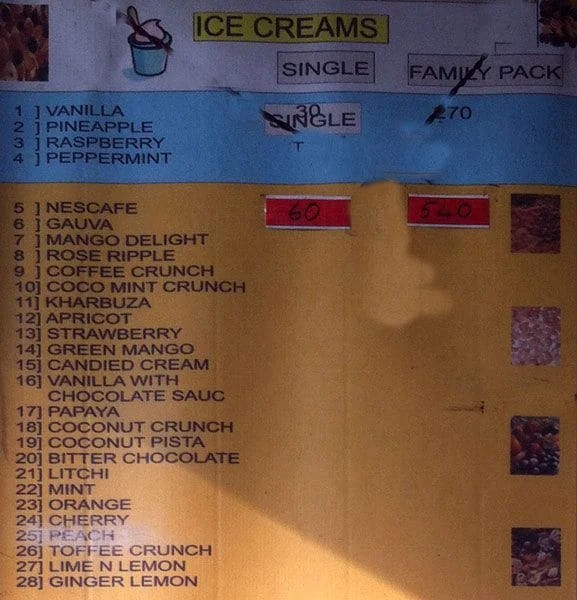 ICE CREAMS
SINGLE FAMILY PACK
1 ] VANILLA 30 270
2 ] PINEAPPLE SINGLE
3 ] RASPBERRY T
4 ] PEPPERMINT
5 ] NESCAFE 60 540
6 ] GAUVA
7 ] MANGO DELIGHT
8 ] ROSE RIPPLE
9 ] COFFEE CRUNCH
10] COCO MINT CRUNCH
11] KHARBUZA
12] APRICOT
13] STRAWBERRY
14] GREEN MANGO
15] CANDIED CREAM
16] VANILLA WITH
CHOCOLATE SAUC
17] PAPAYA
18] COCONUT CRUNCH
19] COCONUT PISTA
20] BITTER CHOCOLATE
21] LITCHI
22] MINT
23] ORANGE
24] CHERRY
25] PEACH
26] TOFFEE CRUNCH
27] LIME N LEMON
28] GINGER LEMON